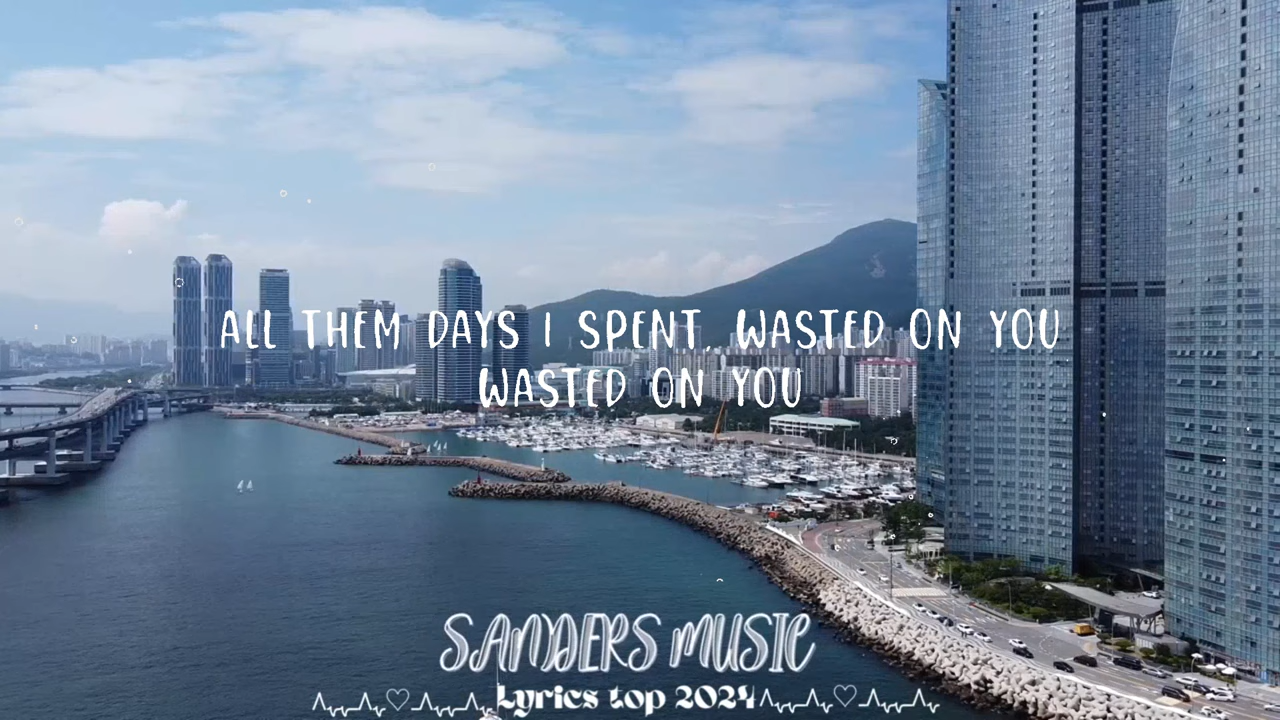 ALL THEM DAYS I SPENT, WASTED ON YOU
WASTED ON YOU
SANDERS MUSIC
Lyrics top 2024